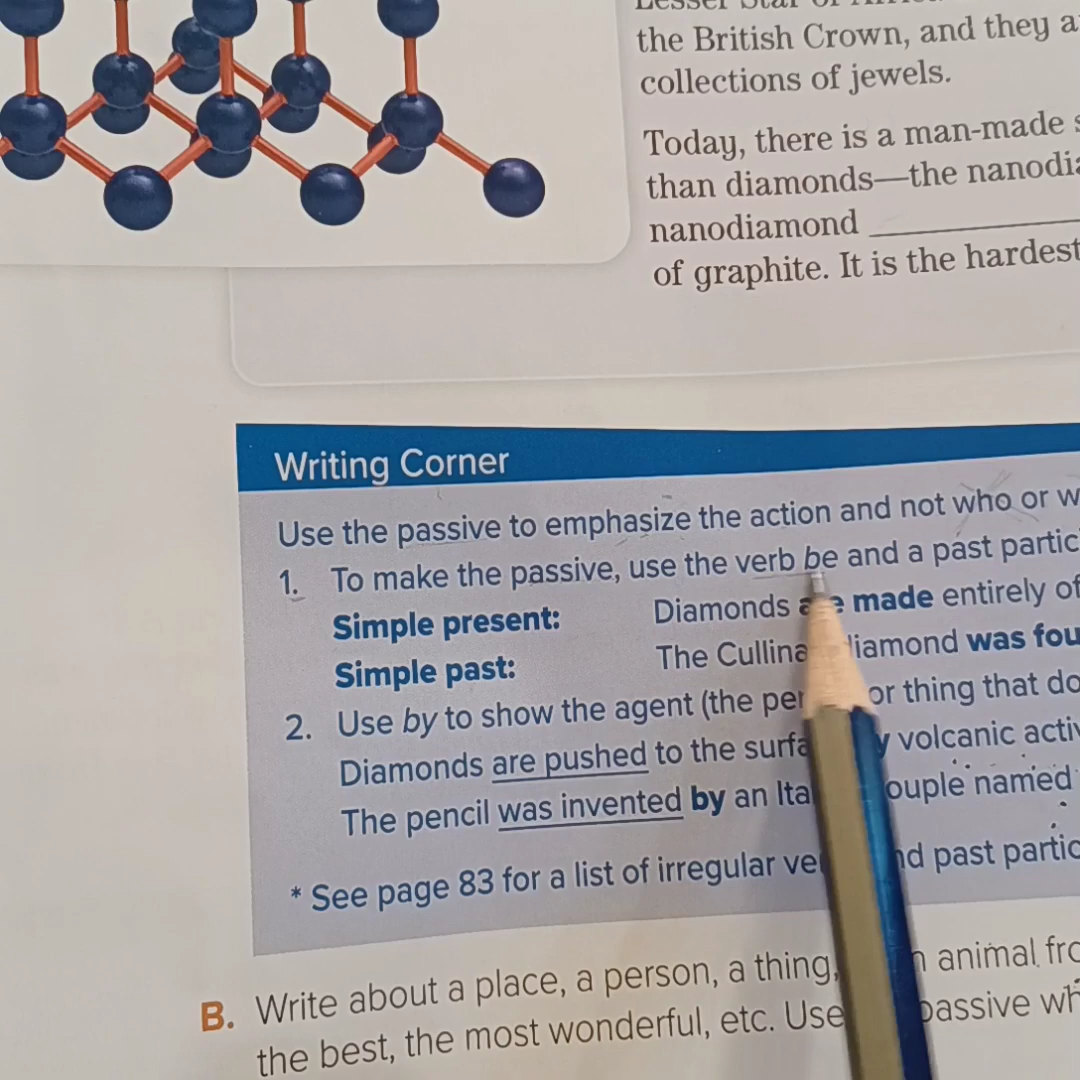 the British Crown, and they a
collections of jewels.
Today, there is a man-made
than diamonds—the nanodia
nanodiamond
of graphite. It is the hardest
Writing Corner
Use the passive to emphasize the action and not who or w
1. To make the passive, use the verb be and a past partic
Simple present: Diamonds are made entirely of
Simple past: The Cullina diamond was fou
2. Use by to show the agent (the per or thing that do
Diamonds are pushed to the surfa y volcanic activ
The pencil was invented by an Ita ouple named
* See page 83 for a list of irregular ve nd past partic
B. Write about a place, a person, a thing, n animal fro
the best, the most wonderful, etc. Use passive wh